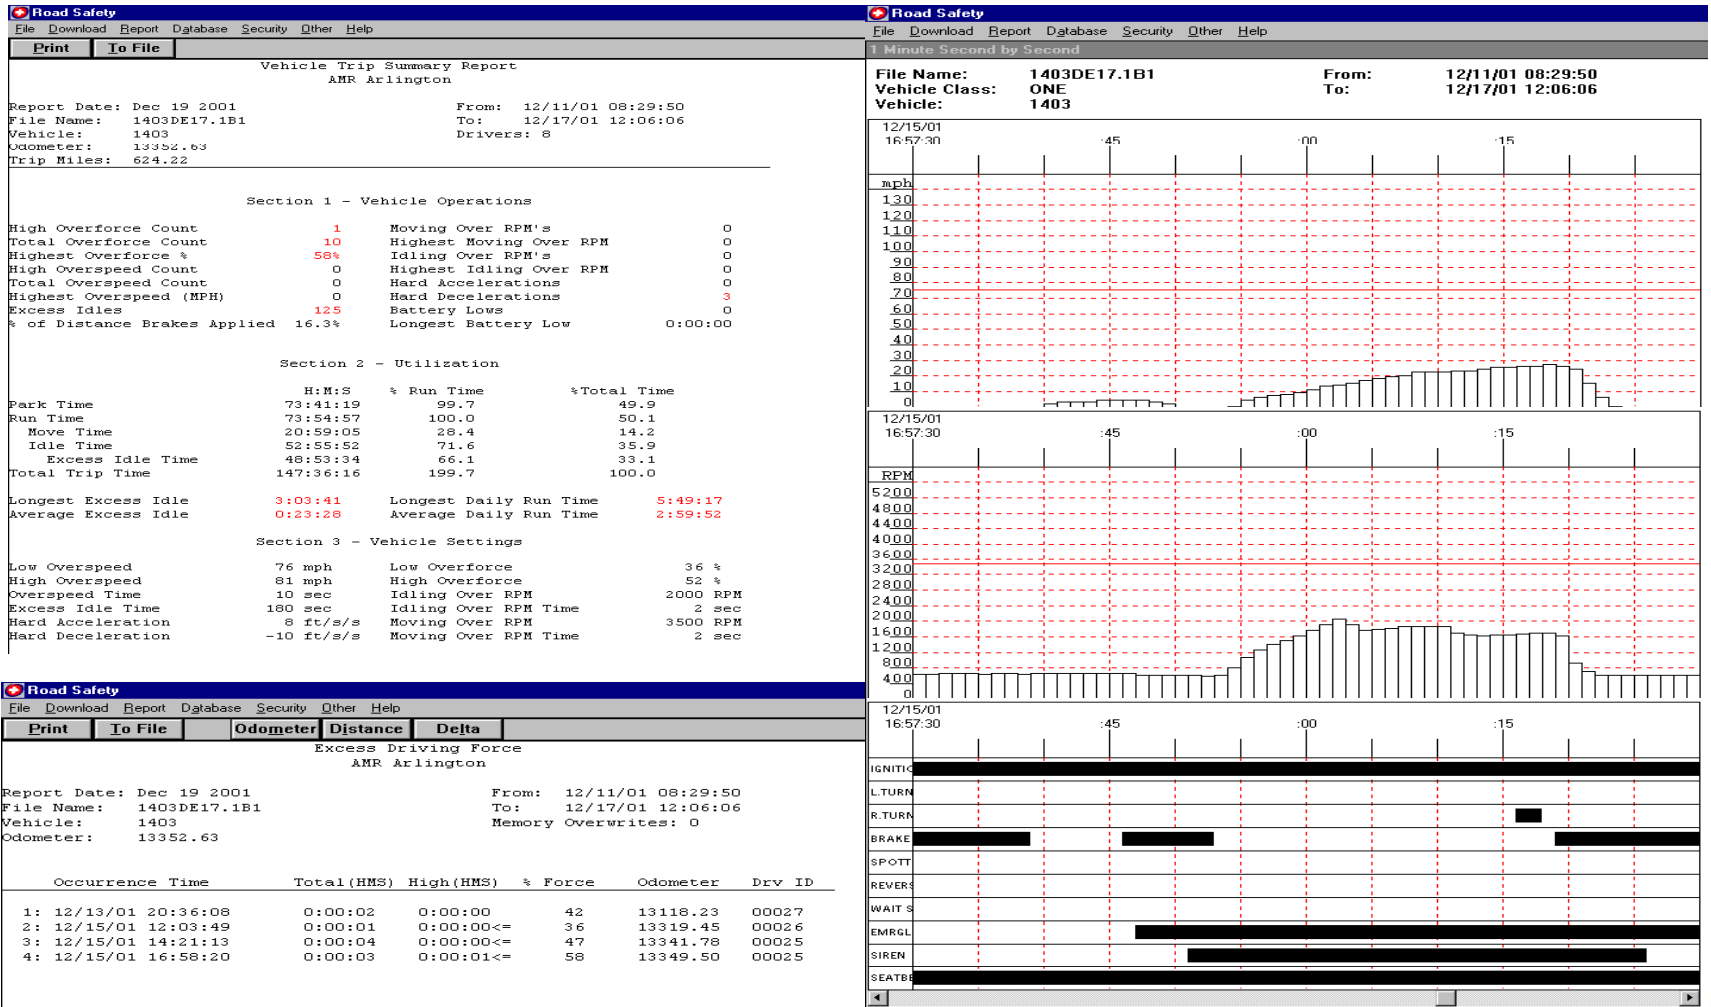 Road Safety
File Download Report Database Security Other Help
Print To File
Vehicle Trip Summary Report
AMR Arlington
Report Date: Dec 19 2001 From: 12/11/01 08:29:50
File Name: 1403DE17.1B1 To: 12/17/01 12:06:06
Vehicle: 1403 Drivers: 8
Odometer: 13352.63
Trip Miles: 624.22
Section 1 - Vehicle Operations
High Overforce Count 1 Moving Over RPM's 0
Total Overforce Count 10 Highest Moving Over RPM 0
Highest Overforce % 58% Idling Over RPM's 0
High Overspeed Count 0 Highest Idling Over RPM 0
Total Overspeed Count 0 Hard Accelerations 0
Highest Overspeed (MPH) 0 Hard Decelerations 3
Excess Idles 125 Battery Lows 0
% of Distance Brakes Applied 16.3% Longest Battery Low 0:00:00
Section 2 - Utilization
H:M:S % Run Time %Total Time
Park Time 73:41:19 99.7 49.9
Run Time 73:54:57 100.0 50.1
Move Time 20:59:05 28.4 14.2
Idle Time 52:55:52 71.6 35.9
Excess Idle Time 48:53:34 66.1 33.1
Total Trip Time 147:36:16 199.7 100.0
Longest Excess Idle 3:03:41 Longest Daily Run Time 5:49:17
Average Excess Idle 0:23:28 Average Daily Run Time 2:59:52
Section 3 - Vehicle Settings
Low Overspeed 76 mph Low Overforce 36 %
High Overspeed 81 mph High Overforce 52 %
Overspeed Time 10 sec Idling Over RPM 2000 RPM
Excess Idle Time 180 sec Idling Over RPM Time 2 sec
Hard Acceleration 8 ft/s/s Moving Over RPM 3500 RPM
Hard Deceleration -10 ft/s/s Moving Over RPM Time 2 sec
Road Safety
File Download Report Database Security Other Help
Print To File Odometer Distance Delta
Excess Driving Force
AMR Arlington
Report Date: Dec 19 2001 From: 12/11/01 08:29:50
File Name: 1403DE17.1B1 To: 12/17/01 12:06:06
Vehicle: 1403 Memory Overwrites: 0
Odometer: 13352.63
Occurrence Time Total(HMS) High(HMS) % Force Odometer Drv ID
1: 12/13/01 20:36:08 0:00:02 0:00:00 42 13118.23 00027
2: 12/15/01 12:03:49 0:00:01 0:00:00<= 36 13319.45 00026
3: 12/15/01 14:21:13 0:00:04 0:00:00<= 47 13341.78 00025
4: 12/15/01 16:58:20 0:00:03 0:00:01<= 58 13349.50 00025
Road Safety
File Download Report Database Security Other Help
1 Minute Second by Second
File Name: 1403DE17.1B1 From: 12/11/01 08:29:50
Vehicle Class: ONE To: 12/17/01 12:06:06
Vehicle: 1403
12/15/01
16:57:30 :45 :00 :15
mph
130
120
110
100
90
80
70
60
50
40
30
20
10
0
12/15/01
16:57:30 :45 :00 :15
RPM
5200
4800
4400
4000
3600
3200
2800
2400
2000
1600
1200
800
400
0
12/15/01
16:57:30 :45 :00 :15
IGNITIC
L.TURN
R.TURN
BRAKE
SPOTT
REVERS
WAIT S
EMRGL
SIREN
SEATBE